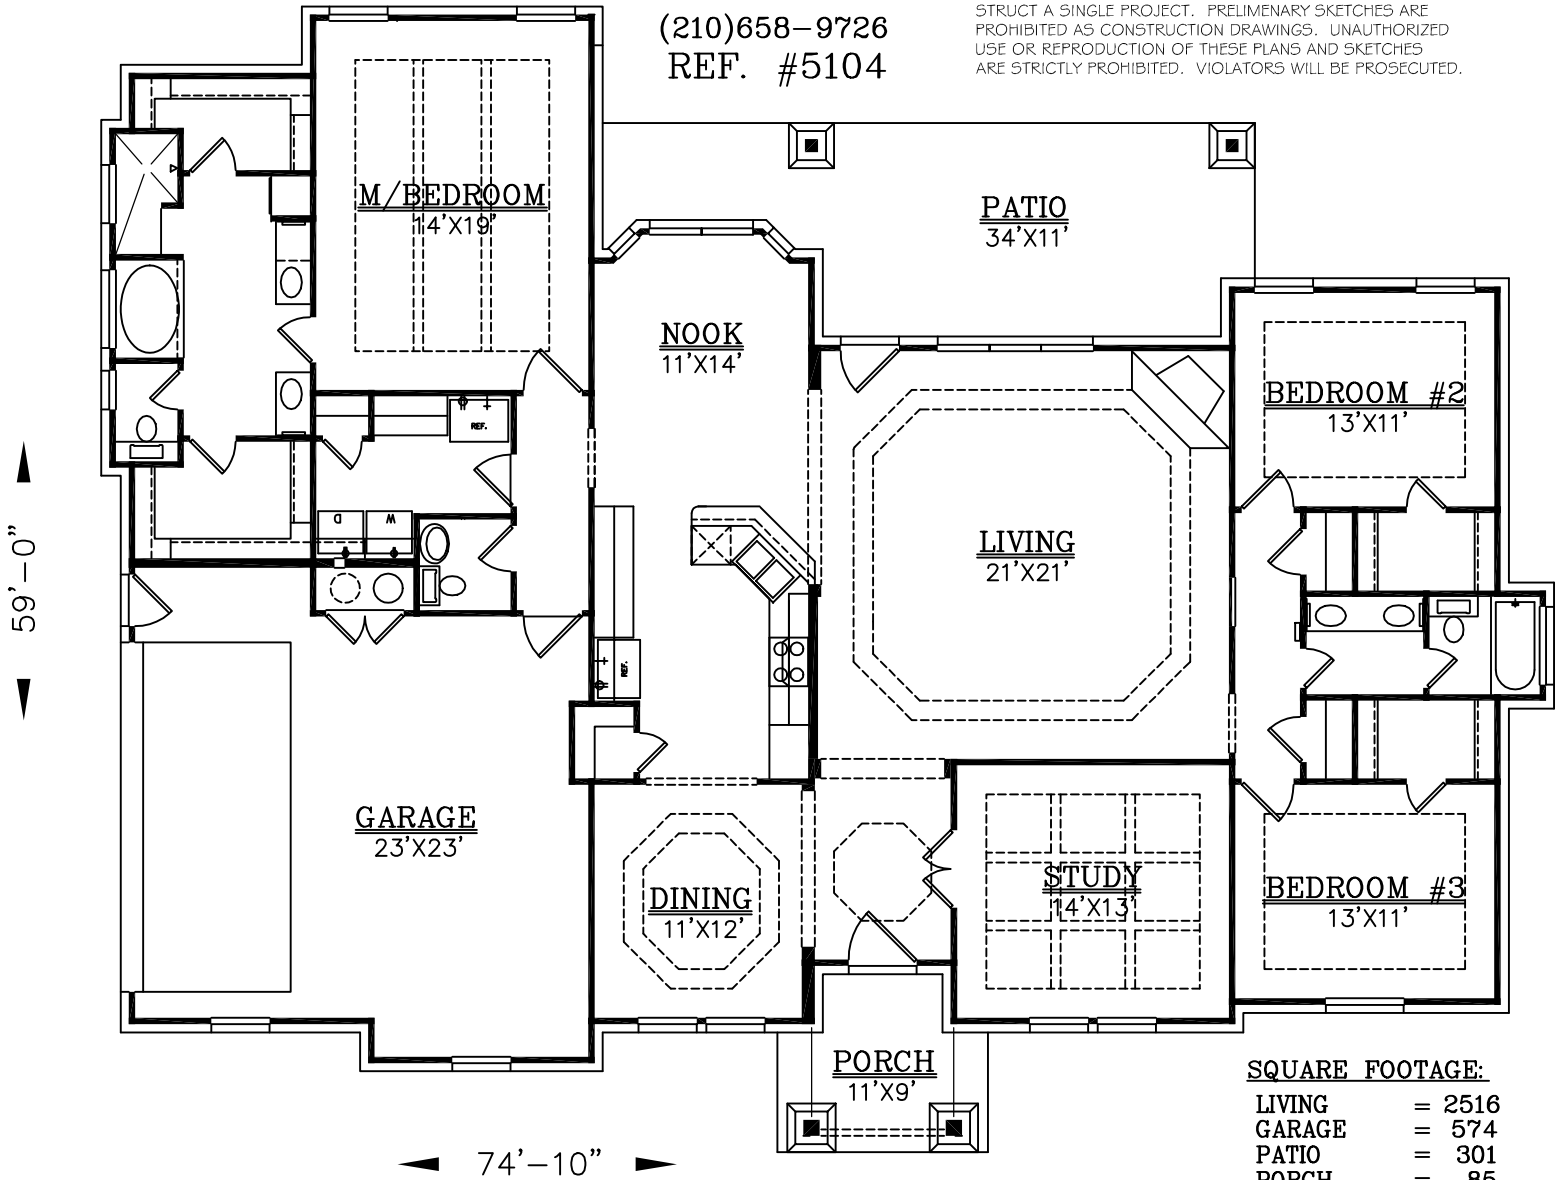 STRUCT A SINGLE PROJECT. PRELIMENARY SKETCHES ARE
PROHIBITED AS CONSTRUCTION DRAWINGS. UNAUTHORIZED
USE OR REPRODUCTION OF THESE PLANS AND SKETCHES
ARE STRICTLY PROHIBITED. VIOLATORS WILL BE PROSECUTED.
(210)658-9726
REF. #5104
M/BEDROOM
14'X19'
PATIO
34'X11'
NOOK
11'X14'
BEDROOM #2
13'X11'
REF.
D
W
LIVING
21'X21'
59'-0"
REF.
GARAGE
23'X23'
DINING
11'X12'
STUDY
14'X13'
BEDROOM #3
13'X11'
PORCH
11'X9'
74'-10"
SQUARE FOOTAGE:
LIVING = 2516
GARAGE = 574
PATIO = 301
PORCH = 85